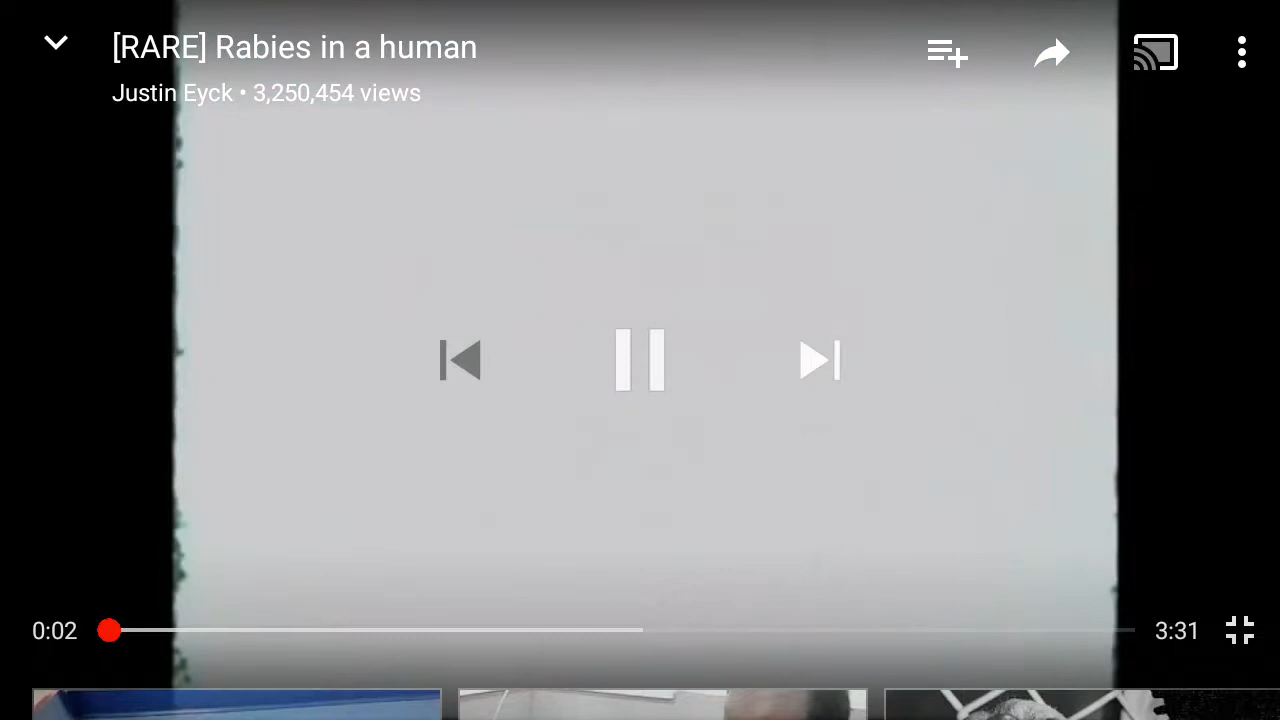 [RARE] Rabies in a human
Justin Eyck • 3,250,454 views
0:02
3:31